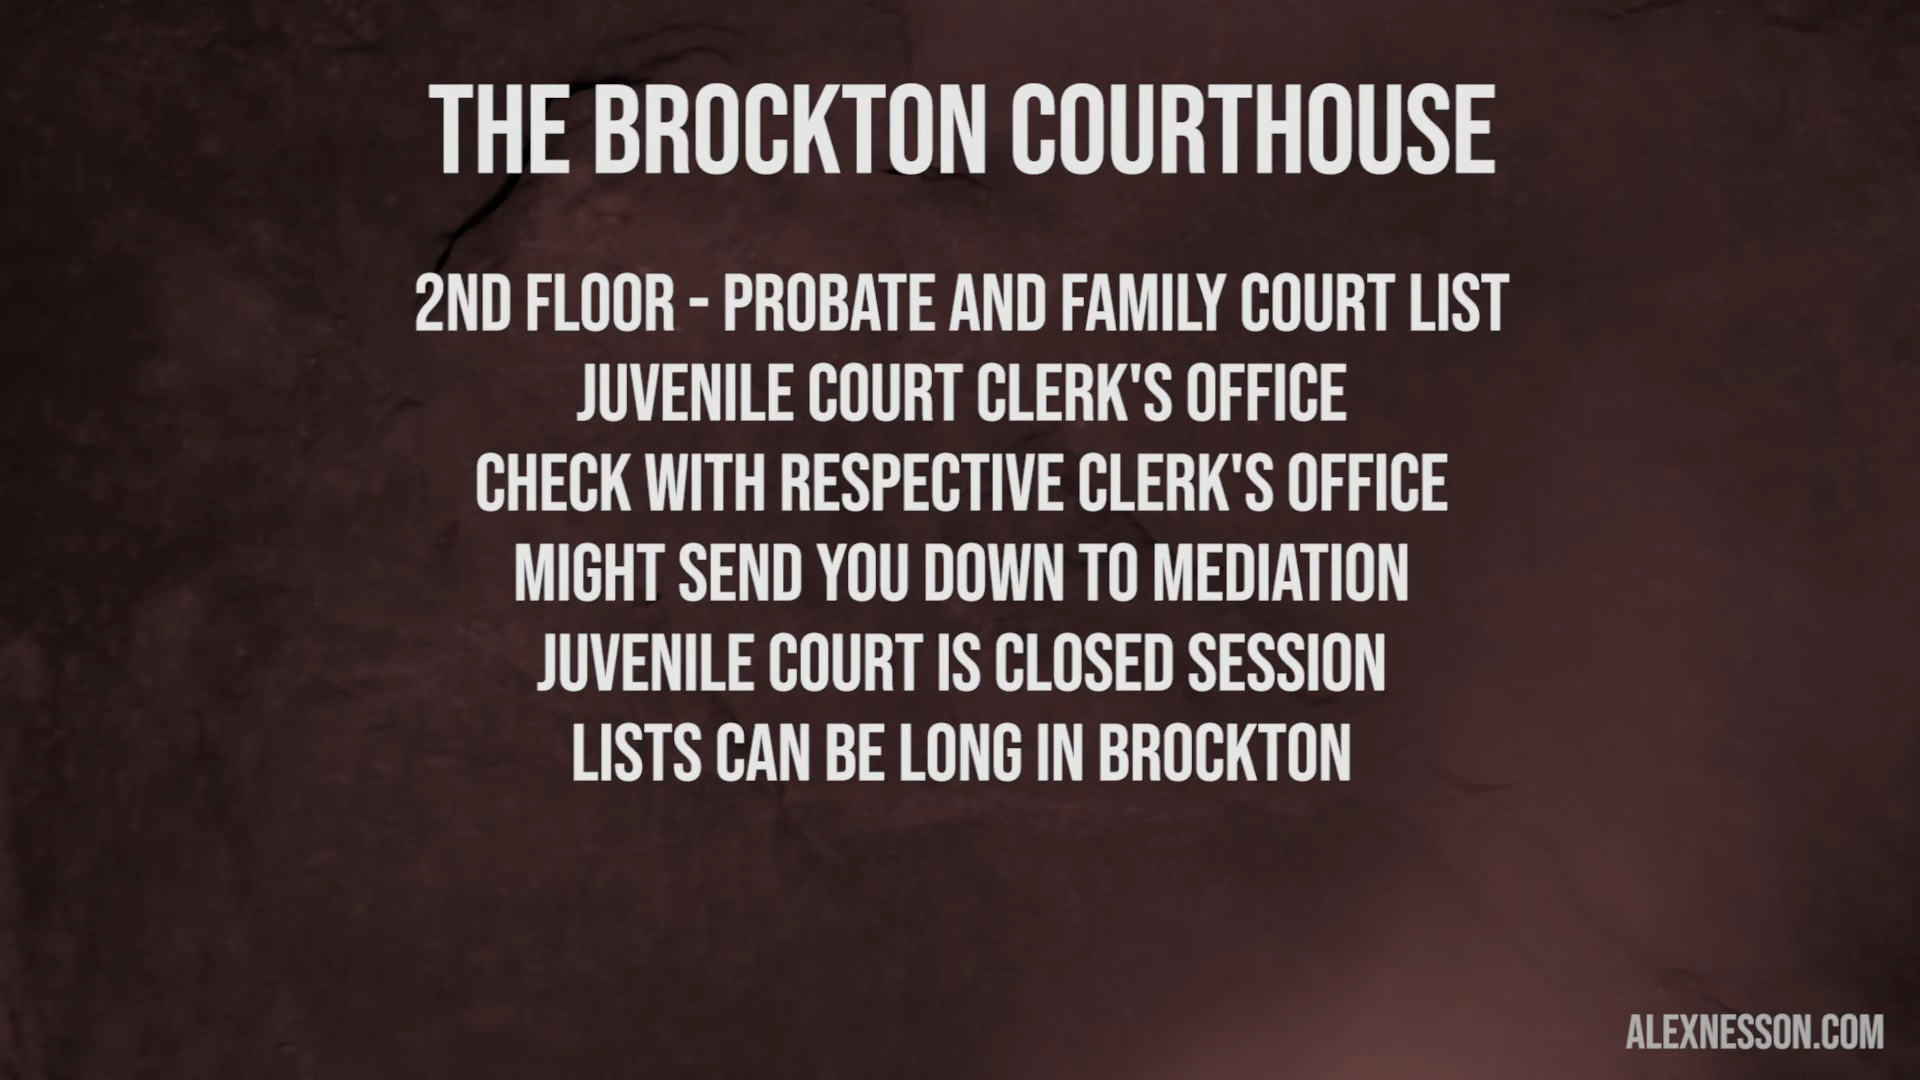 THE BROCKTON COURTHOUSE
2ND FLOOR - PROBATE AND FAMILY COURT LIST
JUVENILE COURT CLERK'S OFFICE
CHECK WITH RESPECTIVE CLERK'S OFFICE
MIGHT SEND YOU DOWN TO MEDIATION
JUVENILE COURT IS CLOSED SESSION
LISTS CAN BE LONG IN BROCKTON
ALEXNESSON.COM